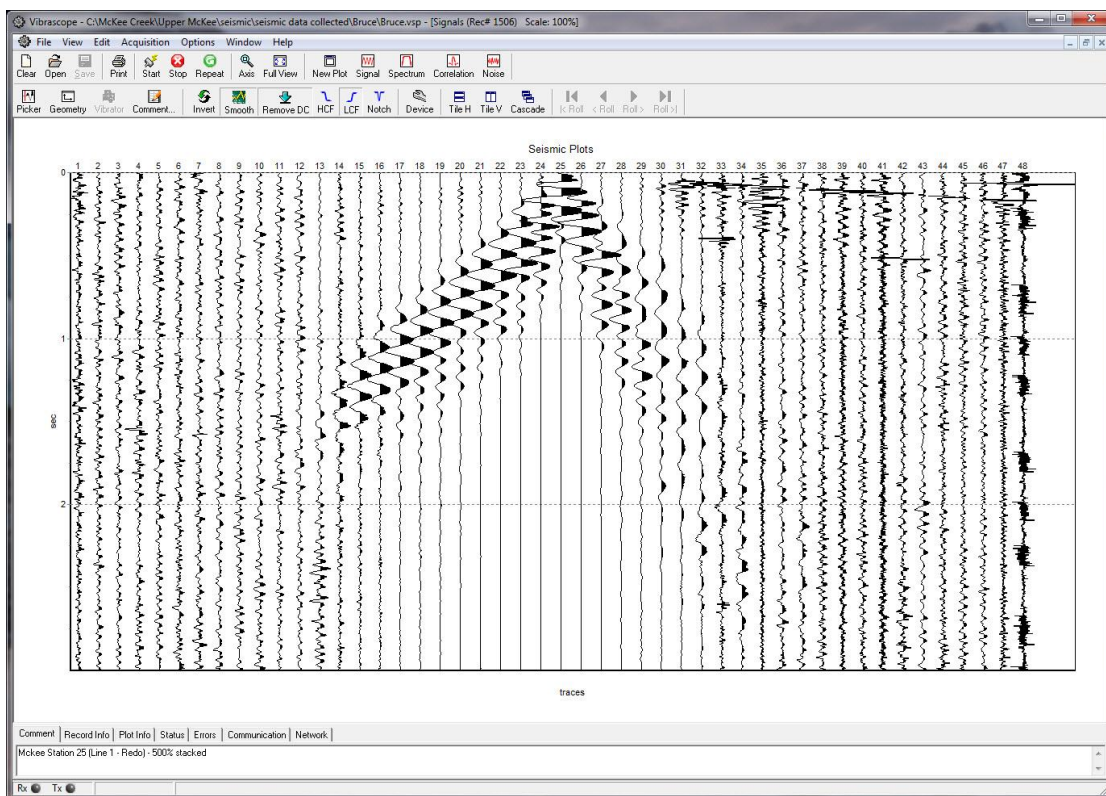 Vibrascope - C:\McKee Creek\Upper McKee\seismic\seismic data collected\Bruce\Bruce.vsp - [Signals (Rec# 1506) Scale: 100%]
File View Edit Acquisition Options Window Help
Clear Open Save Print Start Stop Repeat Axis Full View New Plot Signal Spectrum Correlation Noise
Picker Geometry Vibrator Comment... Invert Smooth Remove DC HCF LCF Notch Device Tile H Tile V Cascade |< Roll < Roll Roll > Roll >|
Seismic Plots
1 2 3 4 5 6 7 8 9 10 11 12 13 14 15 16 17 18 19 20 21 22 23 24 25 26 27 28 29 30 31 32 33 34 35 36 37 38 39 40 41 42 43 44 45 46 47 48
0
1
sec
2
traces
Comment Record Info Plot Info Status Errors Communication Network
Mckee Station 25 (Line 1 - Redo) - 500% stacked
Rx Tx